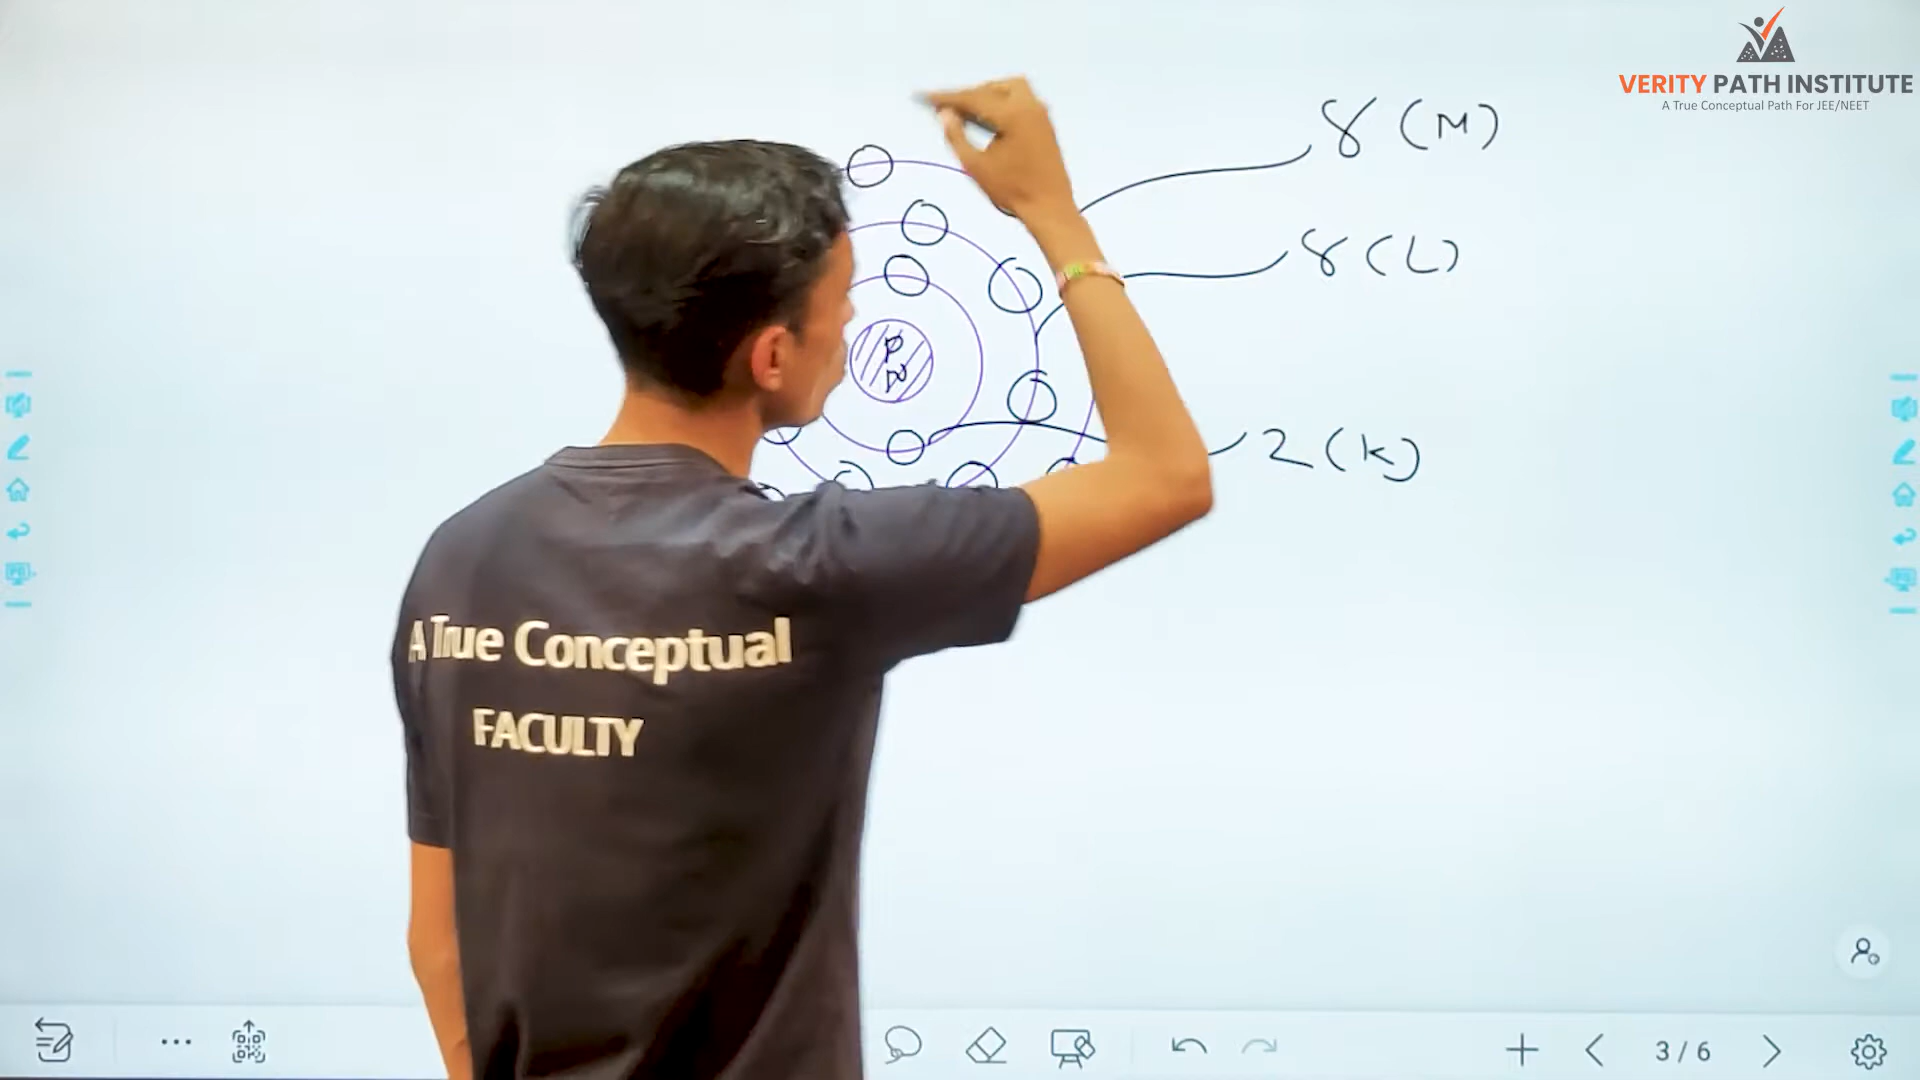 VERITY PATH INSTITUTE
A True Conceptual Path For JEE/NEET
8 (M)
8 (L)
P
N
2 (K)
A True Conceptual
FACULTY
3 / 6